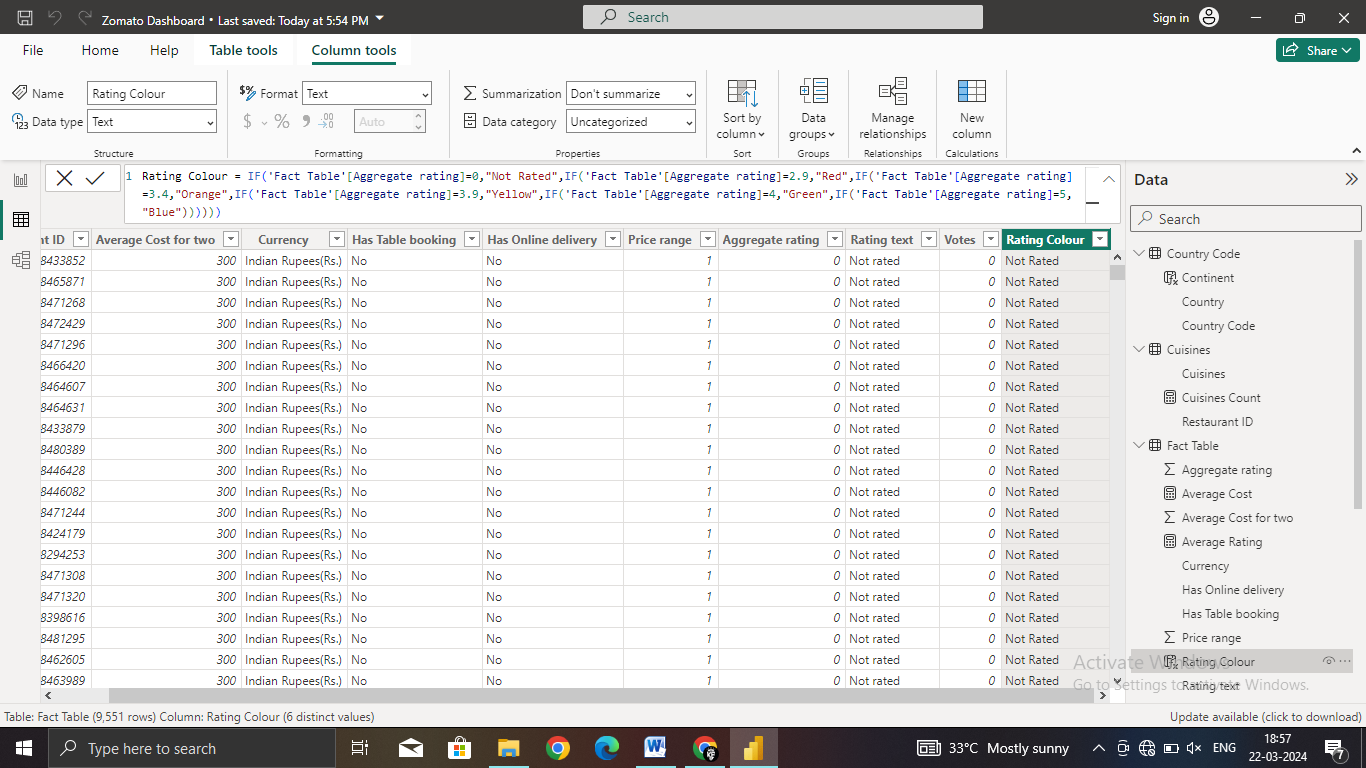 Zomato Dashboard • Last saved: Today at 5:54 PM
Search
Sign in
File Home Help Table tools Column tools
Share
Name Rating Colour
Data type Text
Structure
$% Format Text
$ % 9 .00 Auto
Formatting
Summarization Don't summarize
Data category Uncategorized
Properties
Sort by column
Sort
Data groups
Groups
Manage relationships
Relationships
New column
Calculations
1 Rating Colour = IF('Fact Table'[Aggregate rating]=0,"Not Rated",IF('Fact Table'[Aggregate rating]=2.9,"Red",IF('Fact Table'[Aggregate rating]
=3.4,"Orange",IF('Fact Table'[Aggregate rating]=3.9,"Yellow",IF('Fact Table'[Aggregate rating]=4,"Green",IF('Fact Table'[Aggregate rating]=5,
"Blue"))))))
nt ID Average Cost for two Currency Has Table booking Has Online delivery Price range Aggregate rating Rating text Votes Rating Colour
8433852 300 Indian Rupees(Rs.) No No 1 0 Not rated 0 Not Rated
8465871 300 Indian Rupees(Rs.) No No 1 0 Not rated 0 Not Rated
8471268 300 Indian Rupees(Rs.) No No 1 0 Not rated 0 Not Rated
8472429 300 Indian Rupees(Rs.) No No 1 0 Not rated 0 Not Rated
8471296 300 Indian Rupees(Rs.) No No 1 0 Not rated 0 Not Rated
8466420 300 Indian Rupees(Rs.) No No 1 0 Not rated 0 Not Rated
8464607 300 Indian Rupees(Rs.) No No 1 0 Not rated 0 Not Rated
8464631 300 Indian Rupees(Rs.) No No 1 0 Not rated 0 Not Rated
8433879 300 Indian Rupees(Rs.) No No 1 0 Not rated 0 Not Rated
8480389 300 Indian Rupees(Rs.) No No 1 0 Not rated 0 Not Rated
8446428 300 Indian Rupees(Rs.) No No 1 0 Not rated 0 Not Rated
8446082 300 Indian Rupees(Rs.) No No 1 0 Not rated 0 Not Rated
8471244 300 Indian Rupees(Rs.) No No 1 0 Not rated 0 Not Rated
8424179 300 Indian Rupees(Rs.) No No 1 0 Not rated 0 Not Rated
8294253 300 Indian Rupees(Rs.) No No 1 0 Not rated 0 Not Rated
8471308 300 Indian Rupees(Rs.) No No 1 0 Not rated 0 Not Rated
8471320 300 Indian Rupees(Rs.) No No 1 0 Not rated 0 Not Rated
8398616 300 Indian Rupees(Rs.) No No 1 0 Not rated 0 Not Rated
8481295 300 Indian Rupees(Rs.) No No 1 0 Not rated 0 Not Rated
8462605 300 Indian Rupees(Rs.) No No 1 0 Not rated 0 Not Rated
8463989 300 Indian Rupees(Rs.) No No 1 0 Not rated 0 Not Rated
Data
Search
Country Code
Continent
Country
Country Code
Cuisines
Cuisines
Cuisines Count
Restaurant ID
Fact Table
Aggregate rating
Average Cost
Average Cost for two
Average Rating
Currency
Has Online delivery
Has Table booking
Price range
Rating Colour
Rating text
Activate Windows
Go to Settings to activate Windows.
Table: Fact Table (9,551 rows) Column: Rating Colour (6 distinct values)
Update available (click to download)
Type here to search
33°C Mostly sunny
ENG
18:57
22-03-2024
7